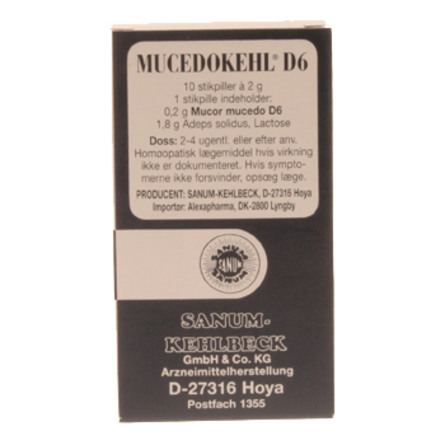 MUCEDOKEHL® D6
10 stikpiller à 2 g
1 stikpille indeholder:
0,2 g Mucor mucedo D6
1,8 g Adeps solidus, Lactose
Doss: 2-4 ugentl. eller efter anv.
Homøopatisk lægemiddel hvis virkning
ikke er dokumenteret. Hvis sympto-
merne ikke forsvinder, opsøg læge.
PRODUCENT: SANUM-KEHLBECK, D-27316 Hoya
Importør: Alexapharma, DK-2800 Lyngby
SANUM
SANUM
SANUM
SANUM-
KEHLBECK
GmbH & Co. KG
Arzneimittelherstellung
D-27316 Hoya
Postfach 1355